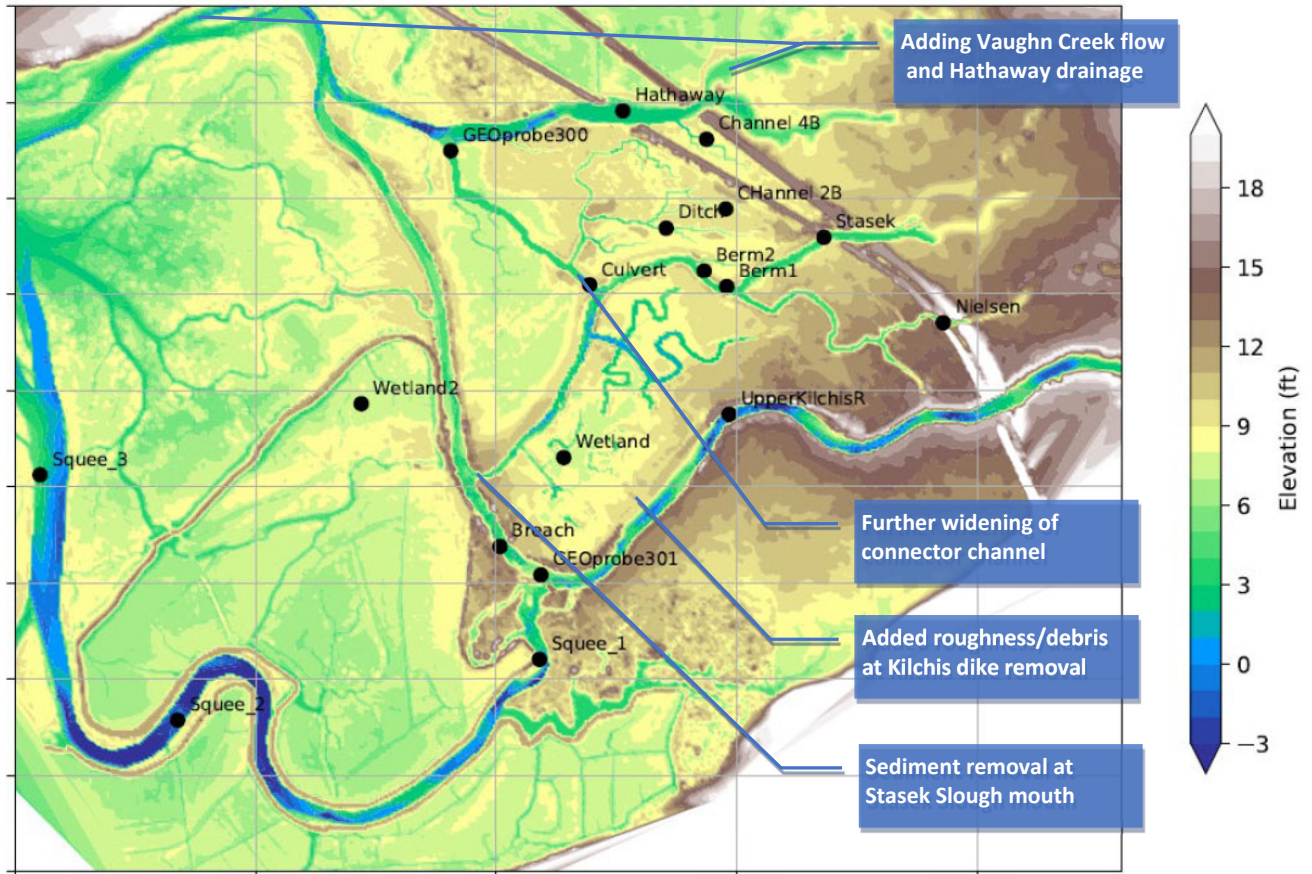 Adding Vaughn Creek flow
and Hathaway drainage
Hathaway
Channel 4B
GEOprobe300
CHannel 2B
Ditch
Stasek
Berm2
Culvert
Berm1
Nielsen
Wetland2
UpperKilchisR
Wetland
Squee_3
Breach
GEOprobe301
Squee_1
Squee_2
Further widening of
connector channel
Added roughness/debris
at Kilchis dike removal
Sediment removal at
Stasek Slough mouth
18
15
12
9
6
3
0
−3
Elevation (ft)